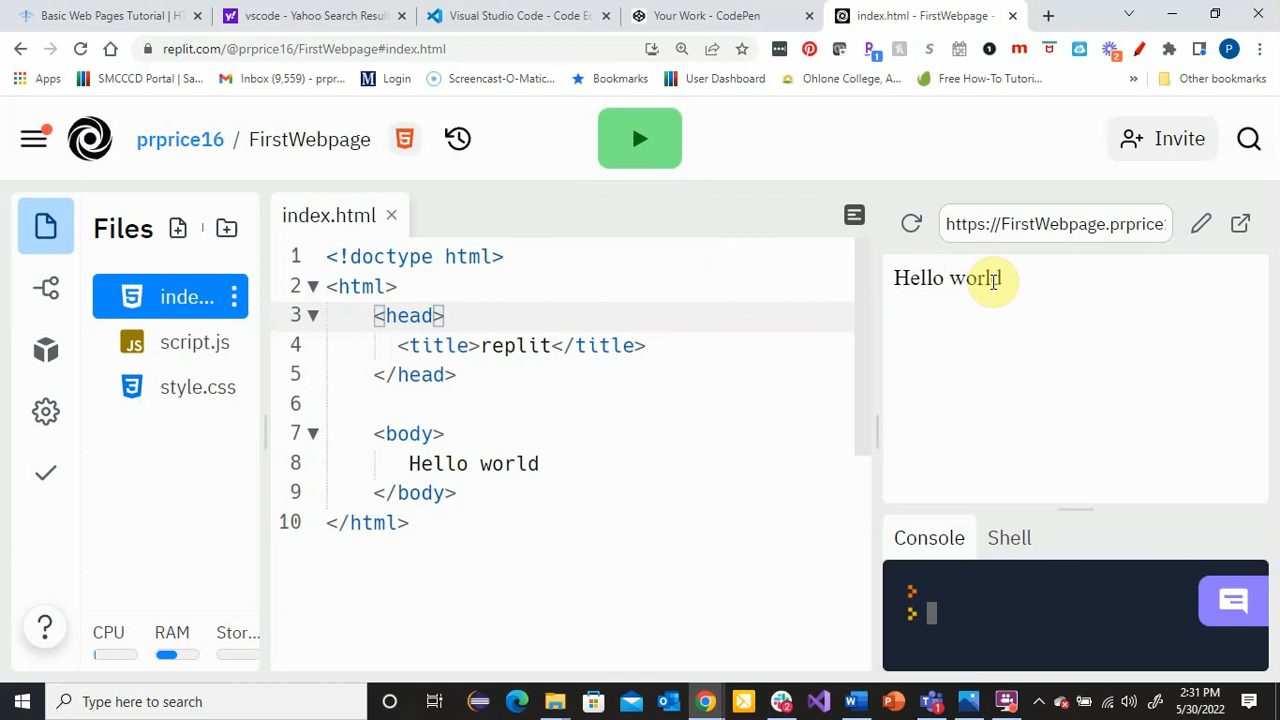 Basic Web Pages Tutorial | HT
vscode - Yahoo Search Result
Visual Studio Code - Code Ed
Your Work - CodePen
index.html - FirstWebpage -
replit.com/@prprice16/FirstWebpage#index.html
Apps
SMCCCD Portal | Sa...
Inbox (9,559) - prpr...
Login
Screencast-O-Matic...
Bookmarks
User Dashboard
Ohlone College, A...
Free How-To Tutori...
»
Other bookmarks
prprice16 / FirstWebpage
Invite
Files
inde...
script.js
style.css
CPU RAM Stor...
index.html
1 <!doctype html>
2 <html>
3 <head>
4 <title>replit</title>
5 </head>
6
7 <body>
8 Hello world
9 </body>
10 </html>
https://FirstWebpage.prprice
Hello world
Console Shell
>
>
Type here to search
2:31 PM
5/30/2022